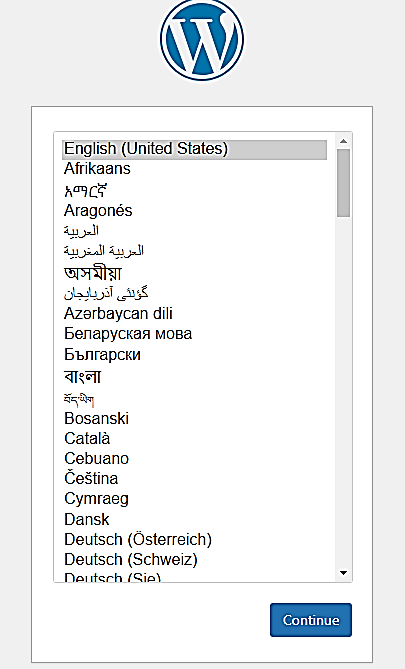 English (United States)
Afrikaans
አማርኛ
Aragonés
العربية
العربية المغربية
অসমীয়া
گؤنئی آذربایجان
Azərbaycan dili
Беларуская мова
Български
বাংলা
བོད་ཡིག
Bosanski
Català
Cebuano
Čeština
Cymraeg
Dansk
Deutsch (Österreich)
Deutsch (Schweiz)
Deutsch (Sie)
Continue